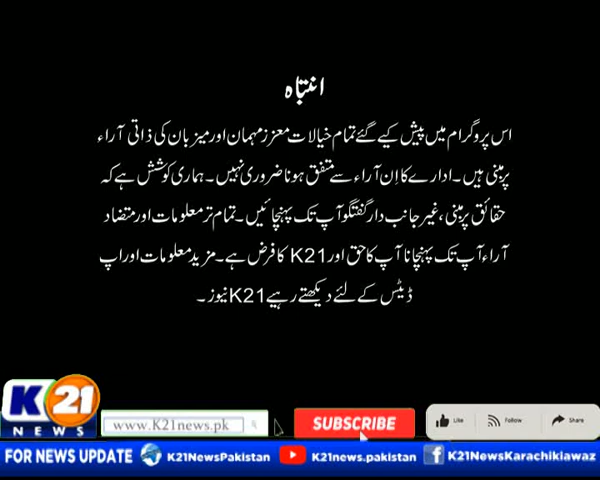 انتباہ
اس پروگرام میں پیش کیے گئے تمام خیالات معزز مہمان اور میزبان کی ذاتی آراء
پر مبنی ہیں۔ ادارے کا اِن آراء سے متفق ہونا ضروری نہیں۔ ہماری کوشش ہے کہ
حقائق پر مبنی، غیر جانب دار گفتگو آپ تک پہنچائیں۔ تمام تر معلومات اور متضاد
آراء آپ تک پہنچانا آپ کا حق اور K21 کا فرض ہے۔ مزید معلومات اور اپ
ڈیٹس کے لئے دیکھتے رہیے K21 نیوز۔
K21
NEWS
www.K21news.pk
SUBSCRIBE
Like
Follow
Share
FOR NEWS UPDATE
K21NewsPakistan
K21news.pakistan
K21NewsKarachikiawaz